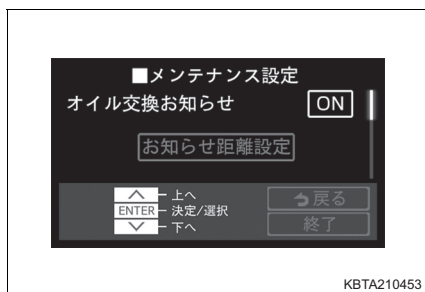 ■メンテナンス設定
オイル交換お知らせ ON
お知らせ距離設定
上へ
ENTER 決定/選択
下へ
戻る
終了
KBTA210453